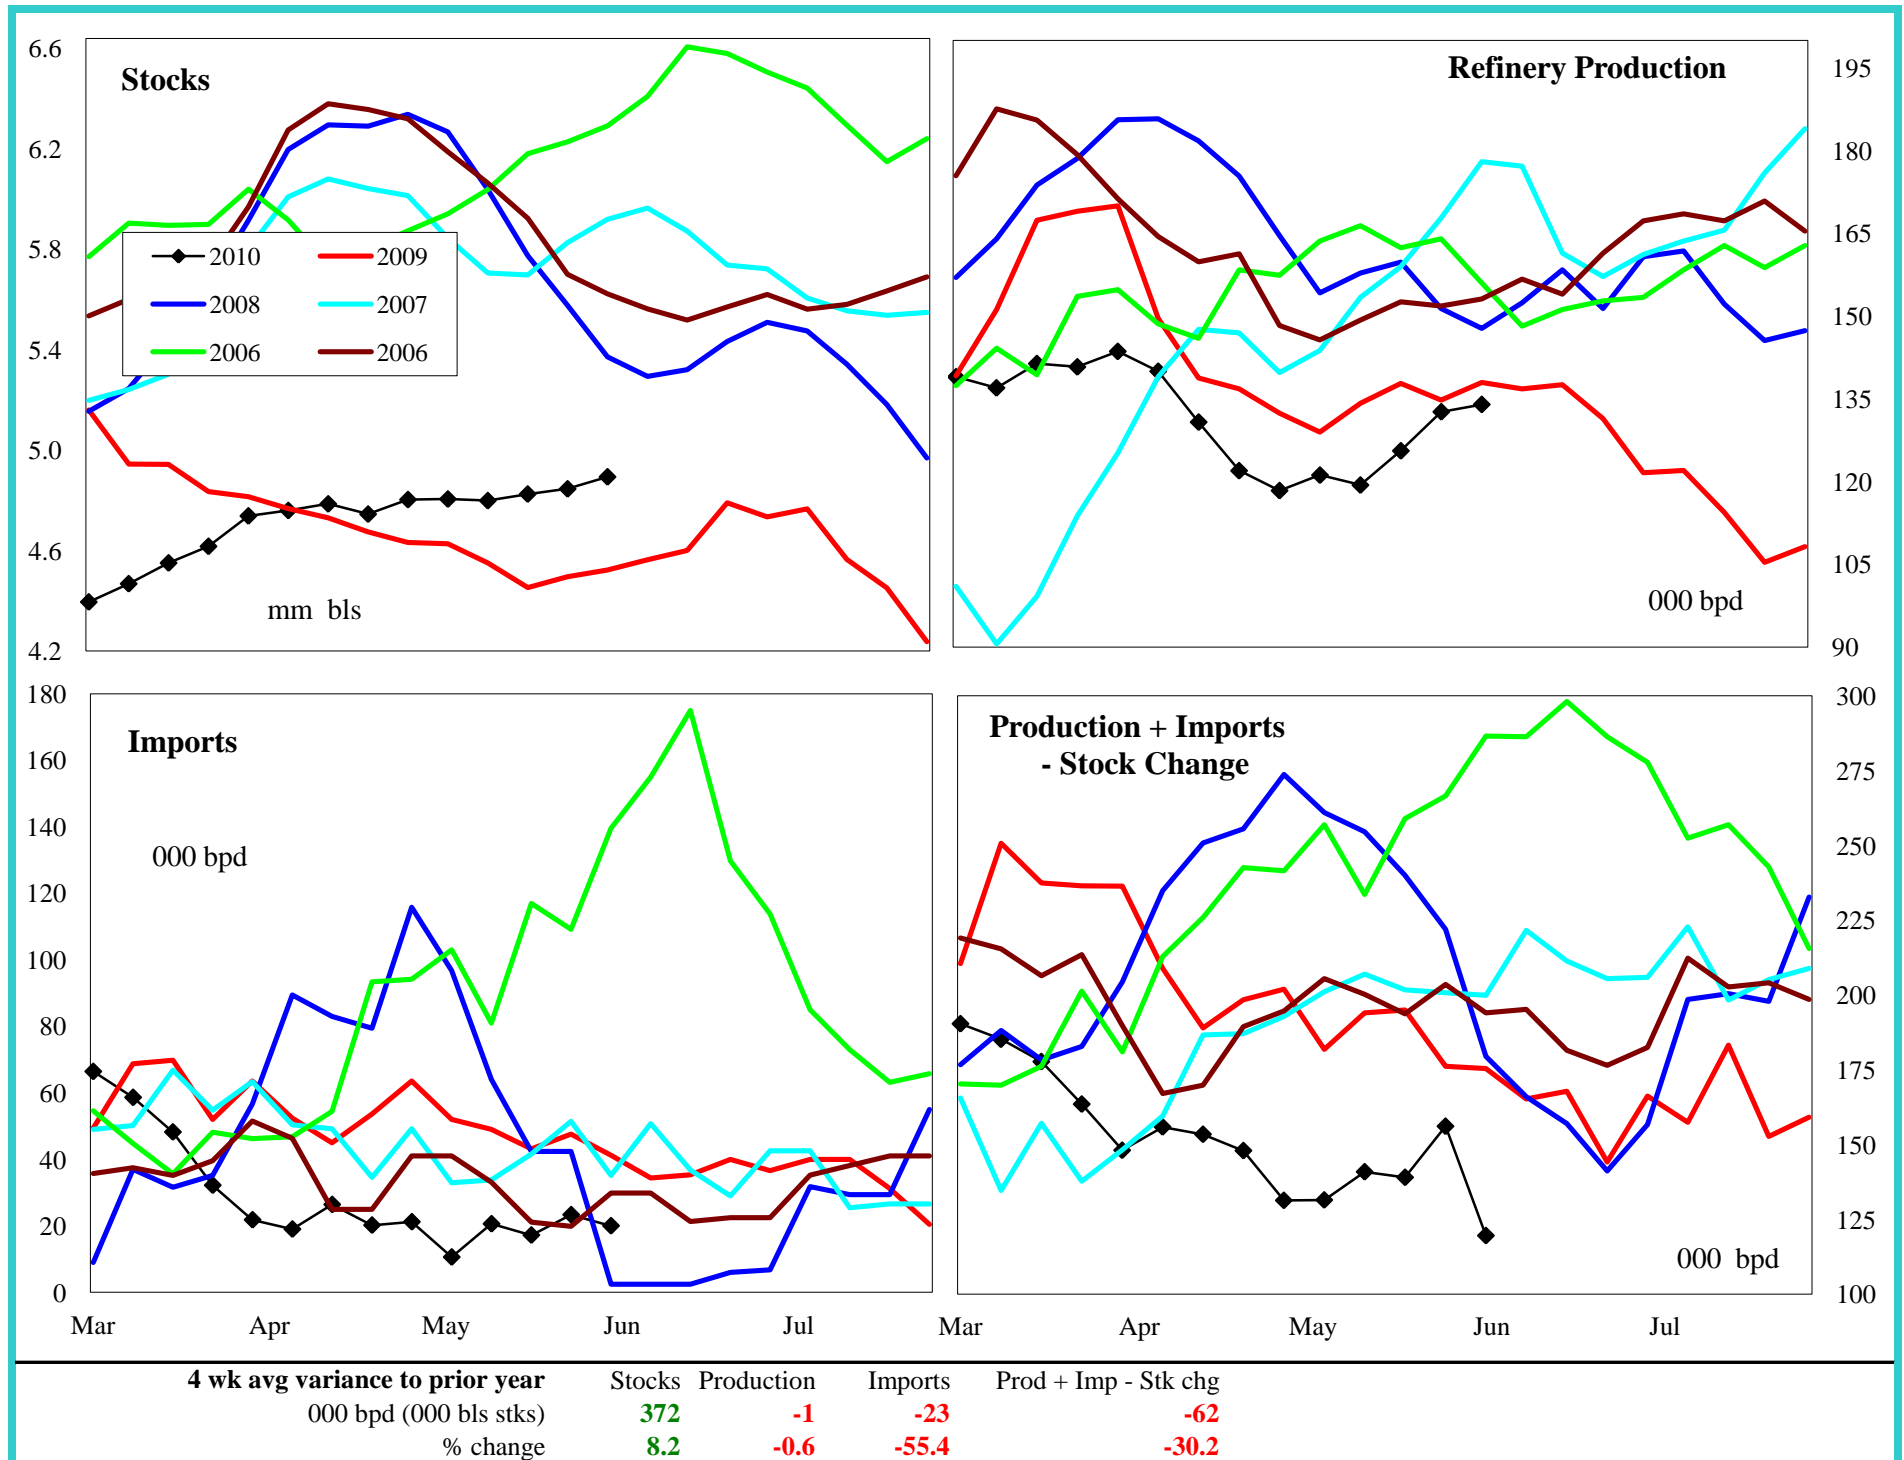 Stocks
6.6
6.2
5.8
5.4
5.0
4.6
4.2
2010 2009
2008 2007
2006 2006
mm bls
Refinery Production
195
180
165
150
135
120
105
90
000 bpd
Imports
000 bpd
180
160
140
120
100
80
60
40
20
0
Mar Apr May Jun Jul
Production + Imports
- Stock Change
300
275
250
225
200
175
150
125
100
000 bpd
Mar Apr May Jun Jul
4 wk avg variance to prior year Stocks Production Imports Prod + Imp - Stk chg
000 bpd (000 bls stks) 372 -1 -23 -62
% change 8.2 -0.6 -55.4 -30.2